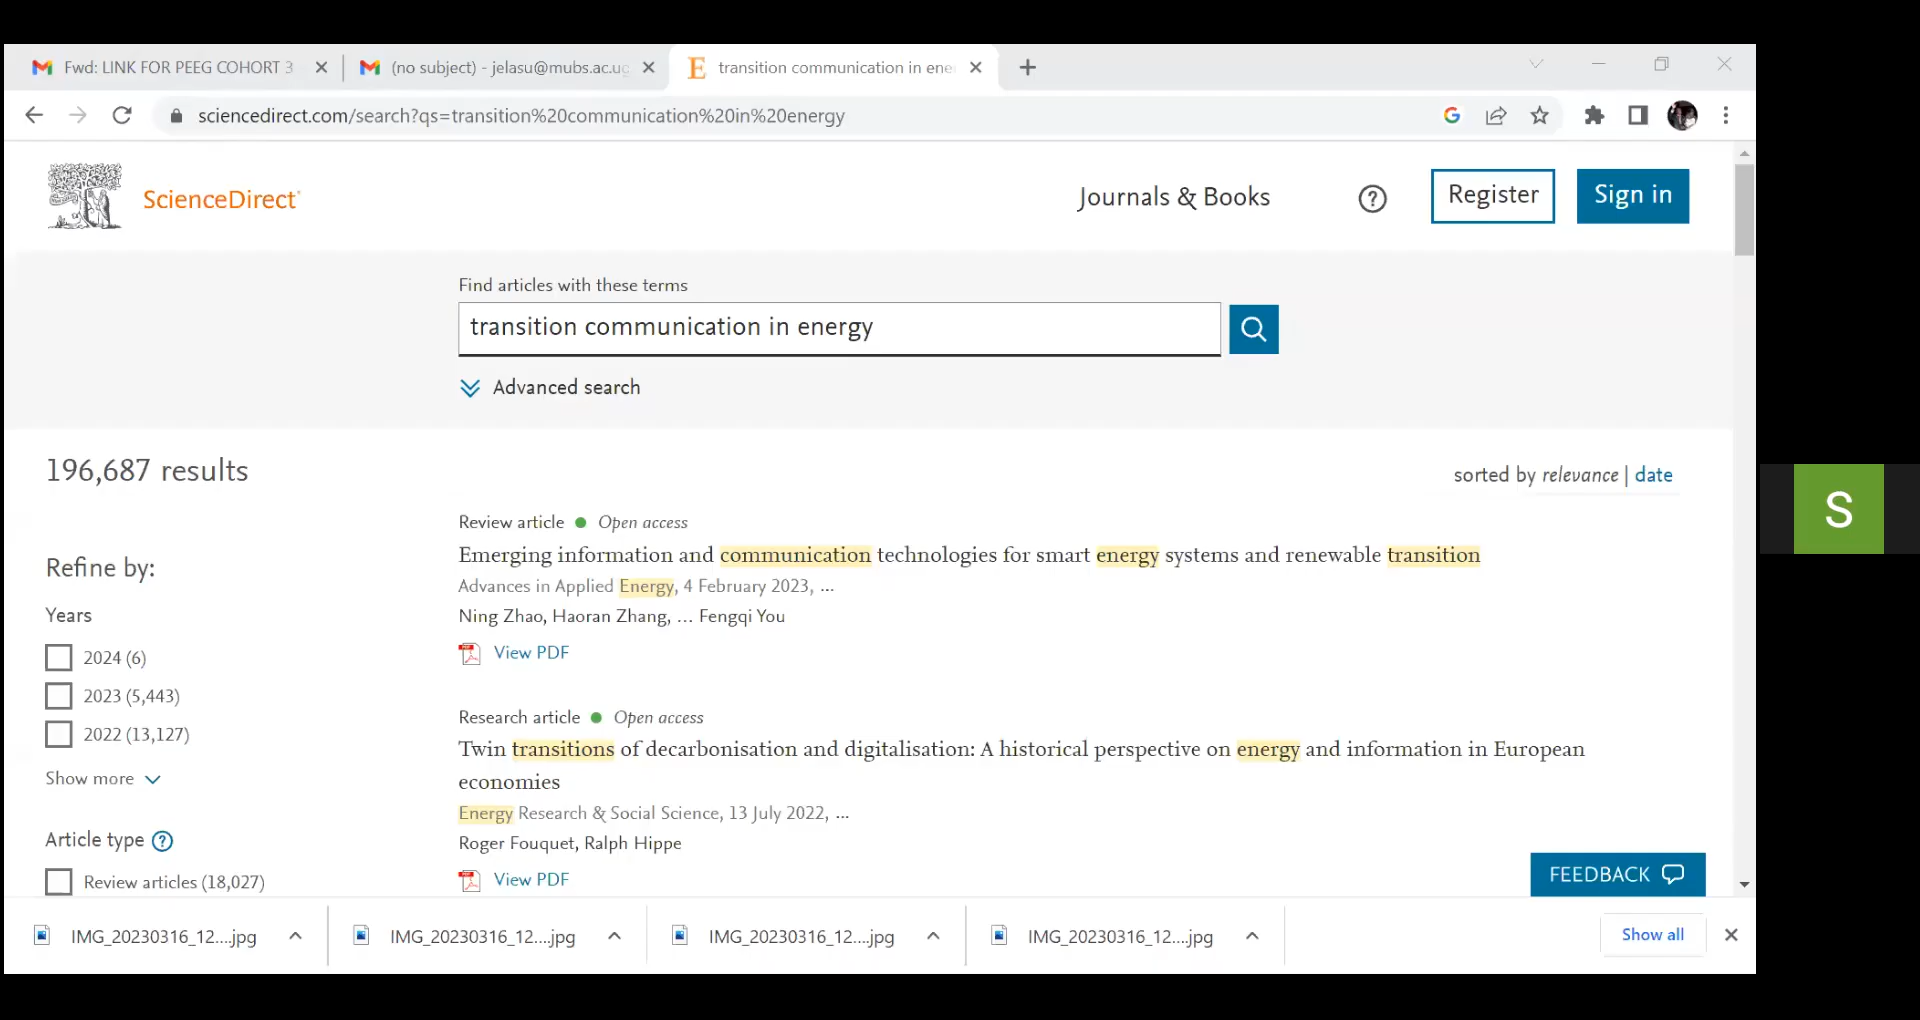 Fwd: LINK FOR PEEG COHORT 3
(no subject) - jelasu@mubs.ac.ug
transition communication in ene
sciencedirect.com/search?qs=transition%20communication%20in%20energy
ScienceDirect
Journals & Books
Register
Sign in
Find articles with these terms
transition communication in energy
Advanced search
196,687 results
sorted by relevance | date
Refine by:
Years
2024 (6)
2023 (5,443)
2022 (13,127)
Show more
Article type
Review articles (18,027)
Review article Open access
Emerging information and communication technologies for smart energy systems and renewable transition
Advances in Applied Energy, 4 February 2023, ...
Ning Zhao, Haoran Zhang, ... Fengqi You
View PDF
Research article Open access
Twin transitions of decarbonisation and digitalisation: A historical perspective on energy and information in European
economies
Energy Research & Social Science, 13 July 2022, ...
Roger Fouquet, Ralph Hippe
View PDF
FEEDBACK
IMG_20230316_12....jpg
IMG_20230316_12....jpg
IMG_20230316_12....jpg
IMG_20230316_12....jpg
Show all
S